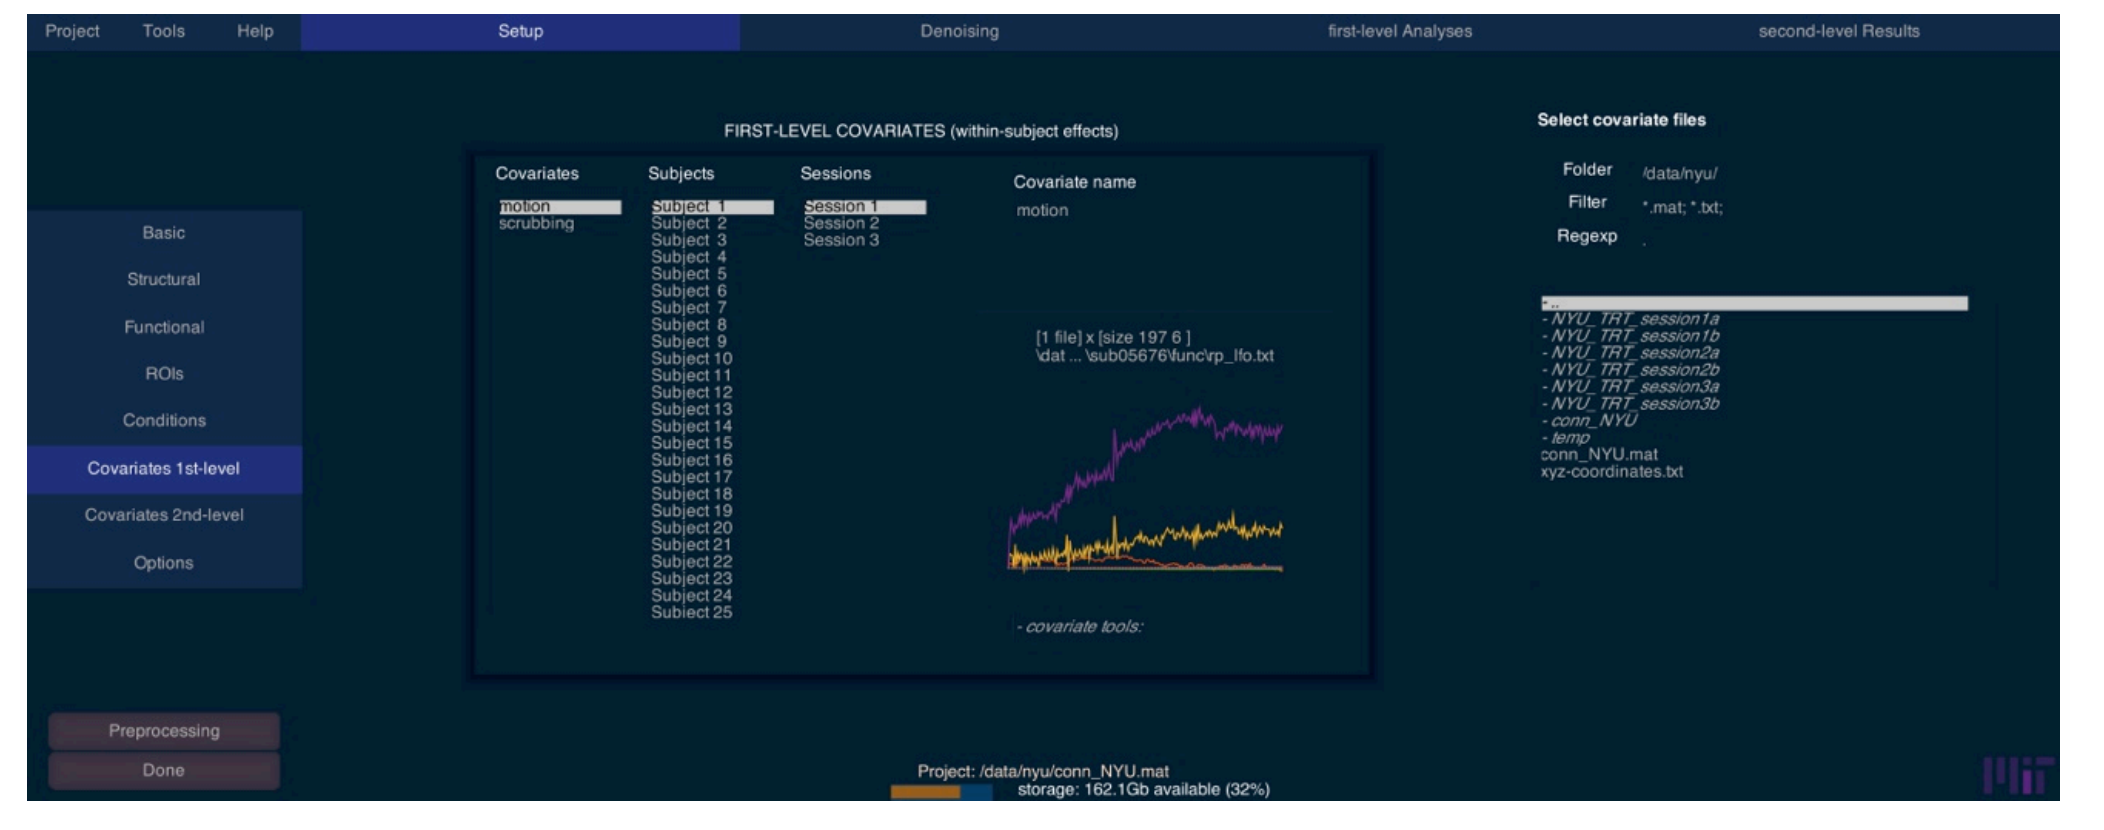 Project Tools Help Setup Denoising first-level Analyses second-level Results
Basic
Structural
Functional
ROIs
Conditions
Covariates 1st-level
Covariates 2nd-level
Options
Preprocessing
Done
FIRST-LEVEL COVARIATES (within-subject effects)
Covariates
motion
scrubbing
Subjects
Subject 1
Subject 2
Subject 3
Subject 4
Subject 5
Subject 6
Subject 7
Subject 8
Subject 9
Subject 10
Subject 11
Subject 12
Subject 13
Subject 14
Subject 15
Subject 16
Subject 17
Subject 18
Subject 19
Subject 20
Subject 21
Subject 22
Subject 23
Subject 24
Subject 25
Sessions
Session 1
Session 2
Session 3
Covariate name
motion
[1 file] x [size 197 6 ]
\dat ... \sub05676\func\rp_lfo.txt
- covariate tools:
Select covariate files
Folder /data/nyu/
Filter *.mat; *.txt;
Regexp .
- ..
- NYU_TRT_session1a
- NYU_TRT_session1b
- NYU_TRT_session2a
- NYU_TRT_session2b
- NYU_TRT_session3a
- NYU_TRT_session3b
- conn_NYU
- temp
conn_NYU.mat
xyz-coordinates.txt
Project: /data/nyu/conn_NYU.mat
storage: 162.1Gb available (32%)
MIT